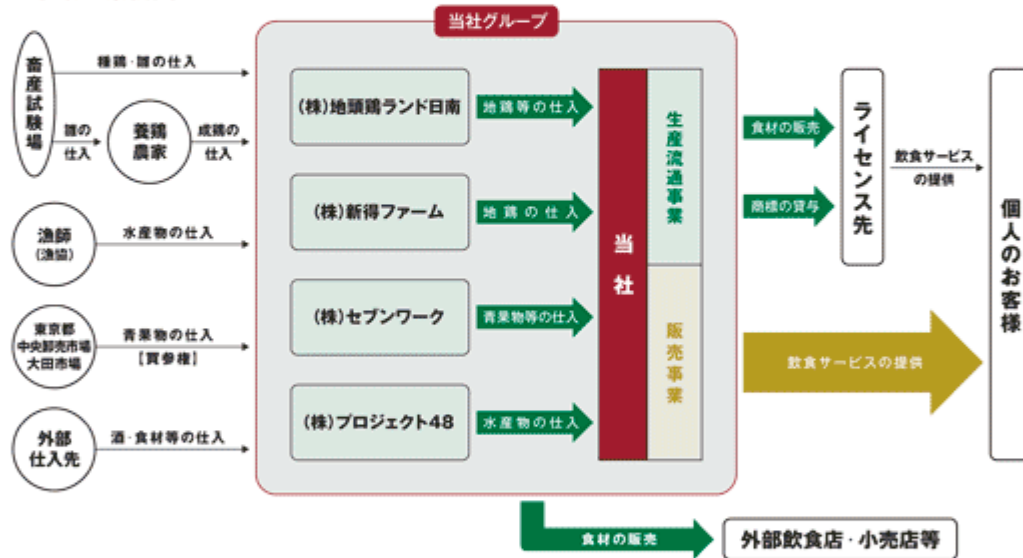 当社グループ
畜産試験場
種鶏・雛の仕入
雛の
仕入
養鶏
農家
成鶏の
仕入
漁師
(漁協)
水産物の仕入
東京都
中央卸売市場
大田市場
青果物の仕入
【買参権】
外部
仕入先
酒・食材等の仕入
(株)地頭鶏ランド日南
地鶏等の仕入
(株)新得ファーム
地鶏の仕入
(株)セブンワーク
青果物等の仕入
(株)プロジェクト48
水産物の仕入
当社
生産流通事業
販売事業
食材の販売
商標の貸与
ライセンス先
飲食サービス
の提供
飲食サービスの提供
個人のお客様
食材の販売
外部飲食店・小売店等